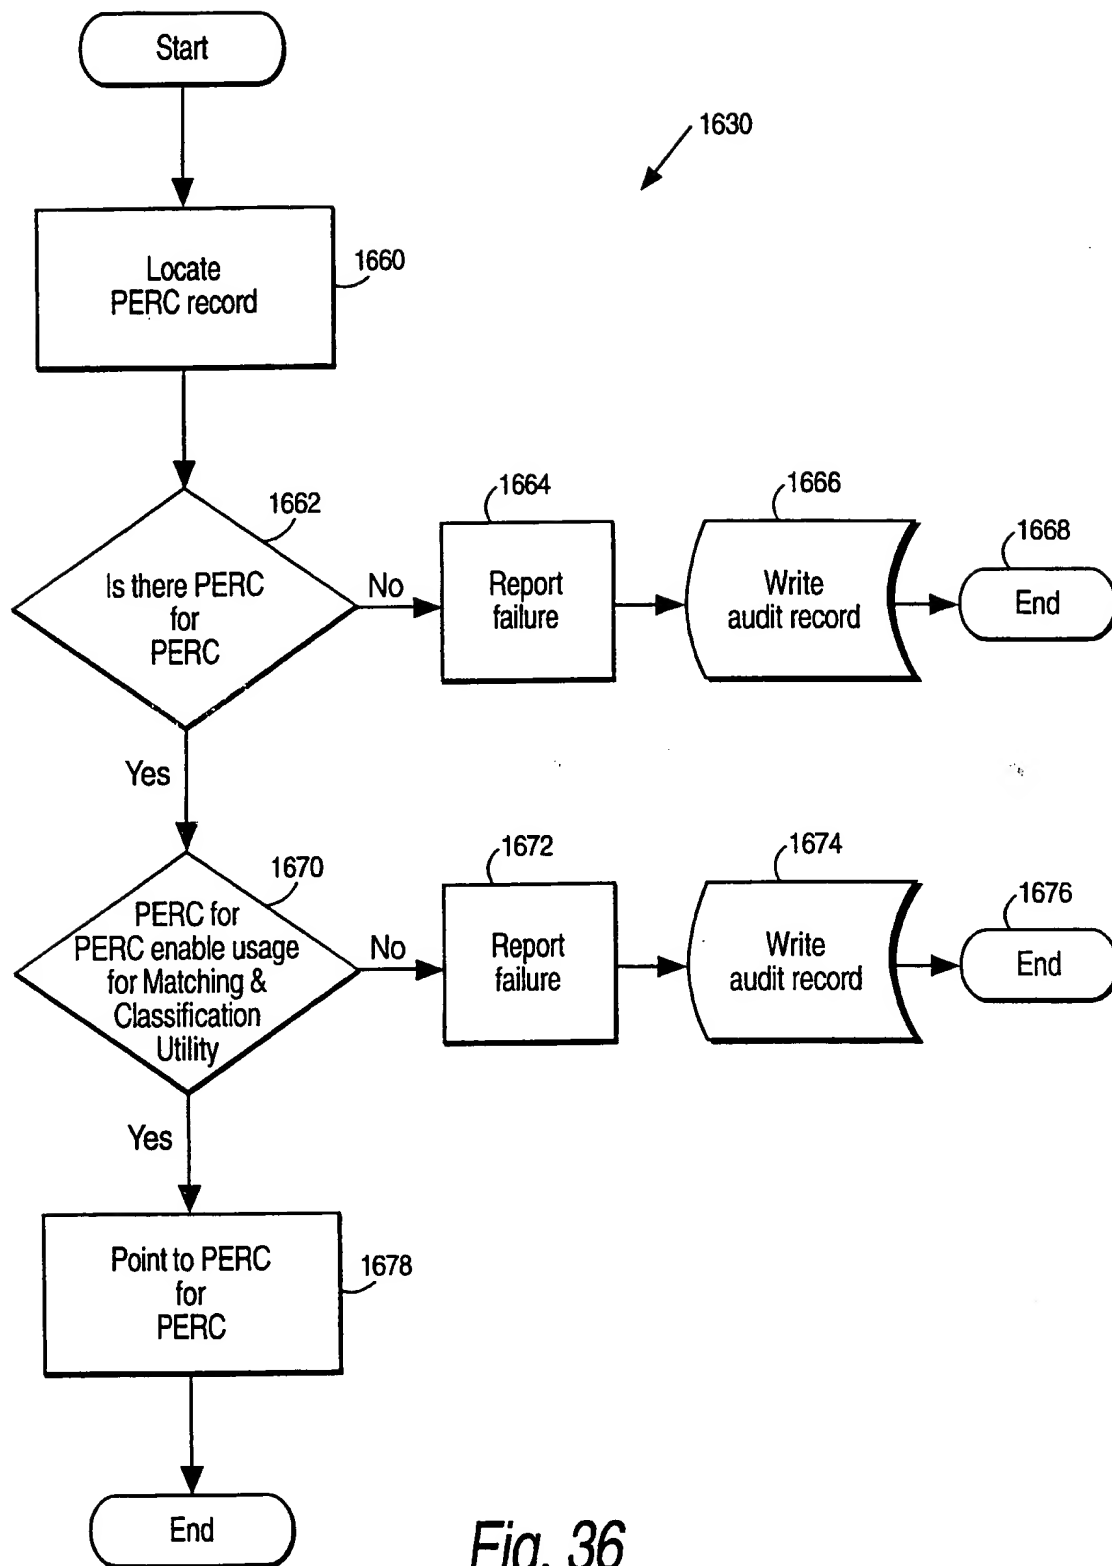 Start
1630
Locate
PERC record
1660
Is there PERC
for
PERC
1662
No
Report
failure
1664
Write
audit record
1666
End
1668
Yes
PERC for
PERC enable usage
for Matching &
Classification
Utility
1670
No
Report
failure
1672
Write
audit record
1674
End
1676
Yes
Point to PERC
for
PERC
1678
End
Fig. 36